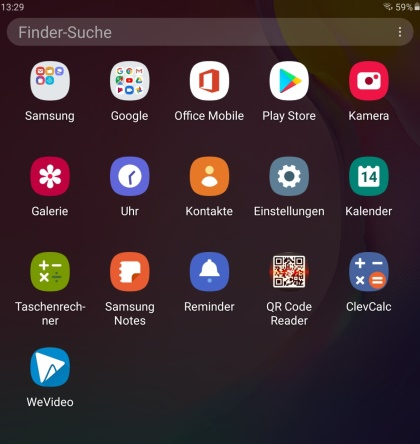 13:29 59%
Finder-Suche
Samsung Google Office Mobile Play Store Kamera
Galerie Uhr Kontakte Einstellungen Kalender
14
Taschenrech-
ner
Samsung
Notes
Reminder
QR Code
Reader
ClevCalc
WeVideo